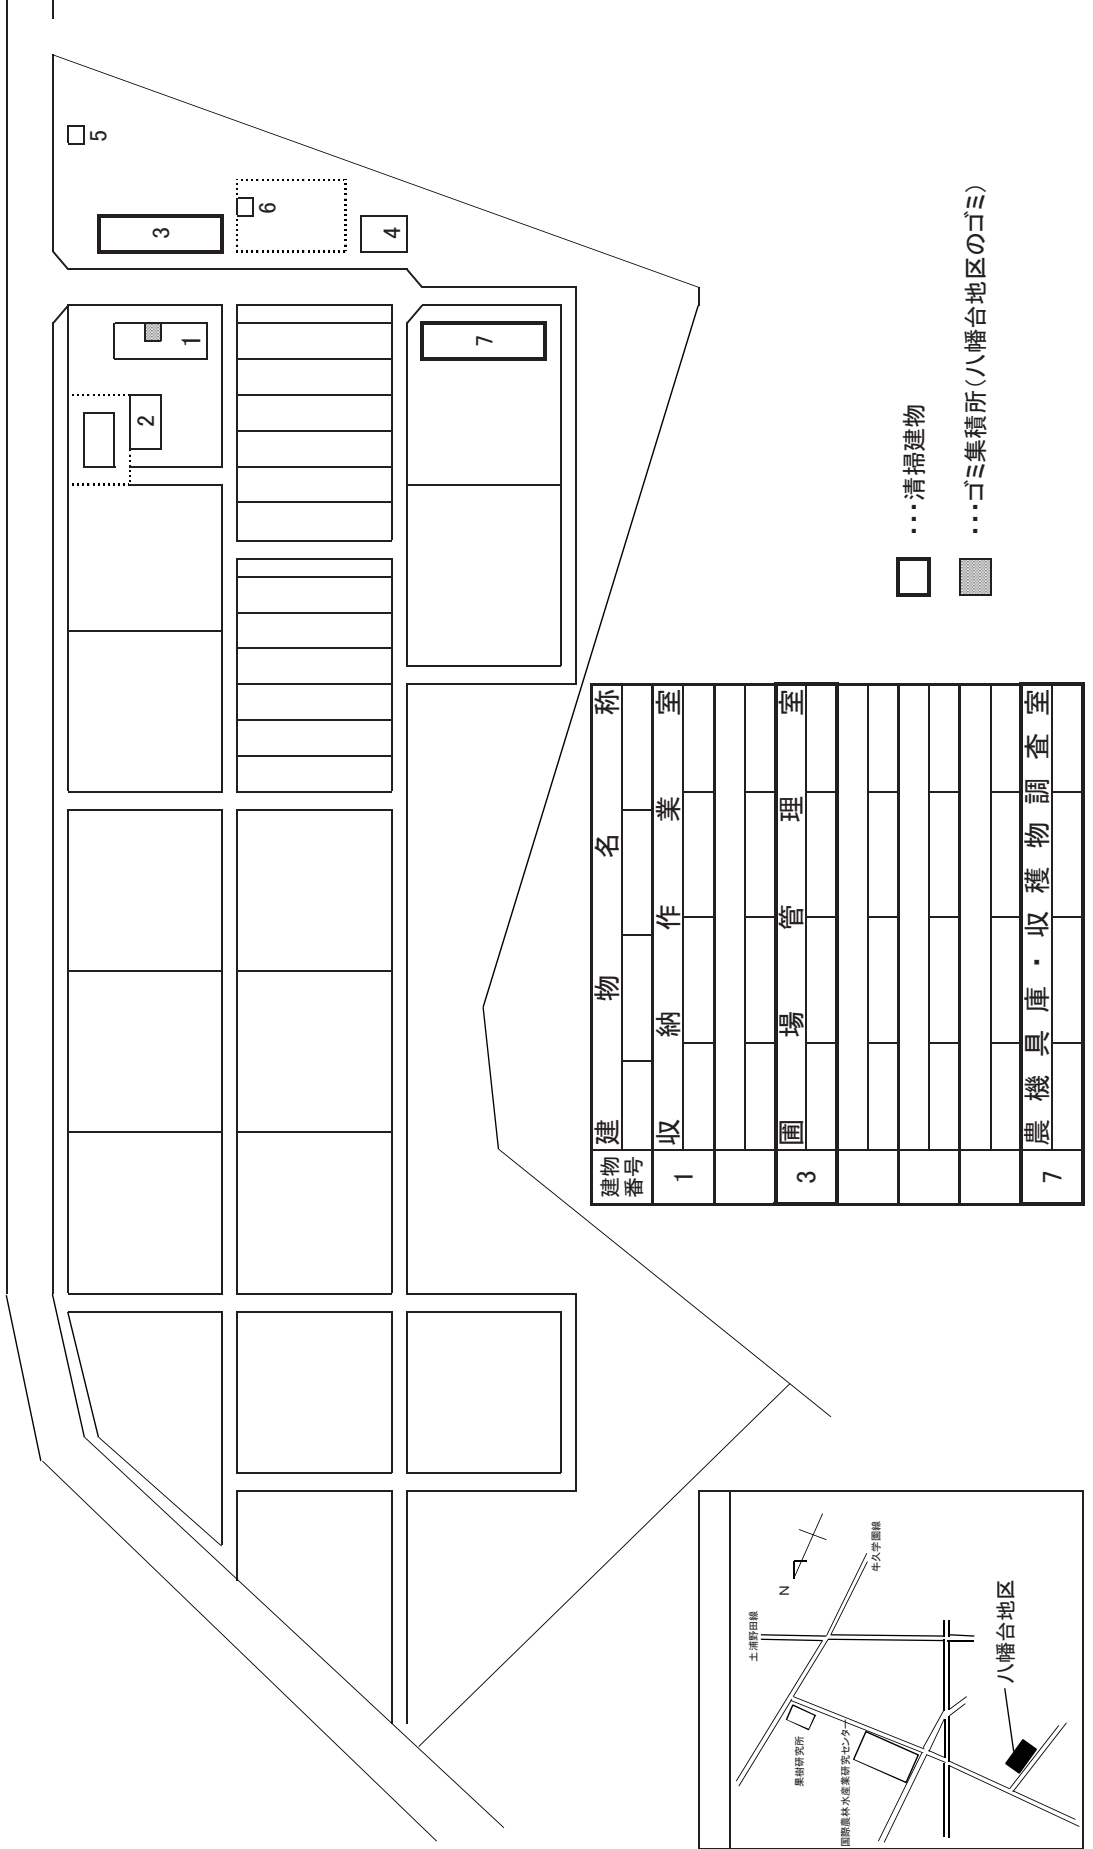 5
3
6
4
1
2
7
･･･清掃建物
･･･ゴミ集積所(八幡台地区のゴミ)
建物番号 建物名称
1 収納作業室
3 圃場管理室
7 農機具庫・収穫物調査室
N
土浦野田線
牛久学園線
果樹研究所
国際農林水産業研究センター
八幡台地区